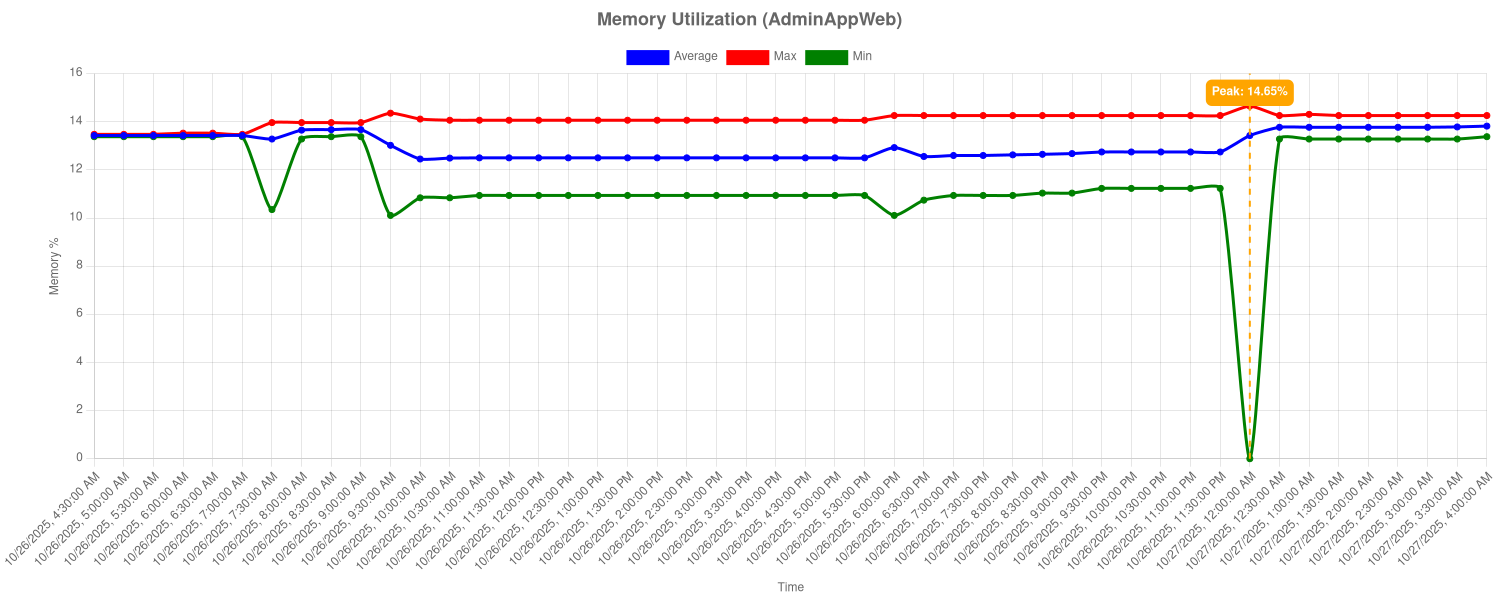 Memory Utilization (AdminAppWeb)
Average Max Min
Peak: 14.65%
16
14
12
10
8
6
4
2
0
Memory %
10/26/2025, 4:30:00 AM
10/26/2025, 5:00:00 AM
10/26/2025, 5:30:00 AM
10/26/2025, 6:00:00 AM
10/26/2025, 6:30:00 AM
10/26/2025, 7:00:00 AM
10/26/2025, 7:30:00 AM
10/26/2025, 8:00:00 AM
10/26/2025, 8:30:00 AM
10/26/2025, 9:00:00 AM
10/26/2025, 9:30:00 AM
10/26/2025, 10:00:00 AM
10/26/2025, 10:30:00 AM
10/26/2025, 11:00:00 AM
10/26/2025, 11:30:00 AM
10/26/2025, 12:00:00 PM
10/26/2025, 12:30:00 PM
10/26/2025, 1:00:00 PM
10/26/2025, 1:30:00 PM
10/26/2025, 2:00:00 PM
10/26/2025, 2:30:00 PM
10/26/2025, 3:00:00 PM
10/26/2025, 3:30:00 PM
10/26/2025, 4:00:00 PM
10/26/2025, 4:30:00 PM
10/26/2025, 5:00:00 PM
10/26/2025, 5:30:00 PM
10/26/2025, 6:00:00 PM
10/26/2025, 6:30:00 PM
10/26/2025, 7:00:00 PM
10/26/2025, 7:30:00 PM
10/26/2025, 8:00:00 PM
10/26/2025, 8:30:00 PM
10/26/2025, 9:00:00 PM
10/26/2025, 9:30:00 PM
10/26/2025, 10:00:00 PM
10/26/2025, 10:30:00 PM
10/26/2025, 11:00:00 PM
10/26/2025, 11:30:00 PM
10/27/2025, 12:00:00 AM
10/27/2025, 12:30:00 AM
10/27/2025, 1:00:00 AM
10/27/2025, 1:30:00 AM
10/27/2025, 2:00:00 AM
10/27/2025, 2:30:00 AM
10/27/2025, 3:00:00 AM
10/27/2025, 3:30:00 AM
10/27/2025, 4:00:00 AM
Time